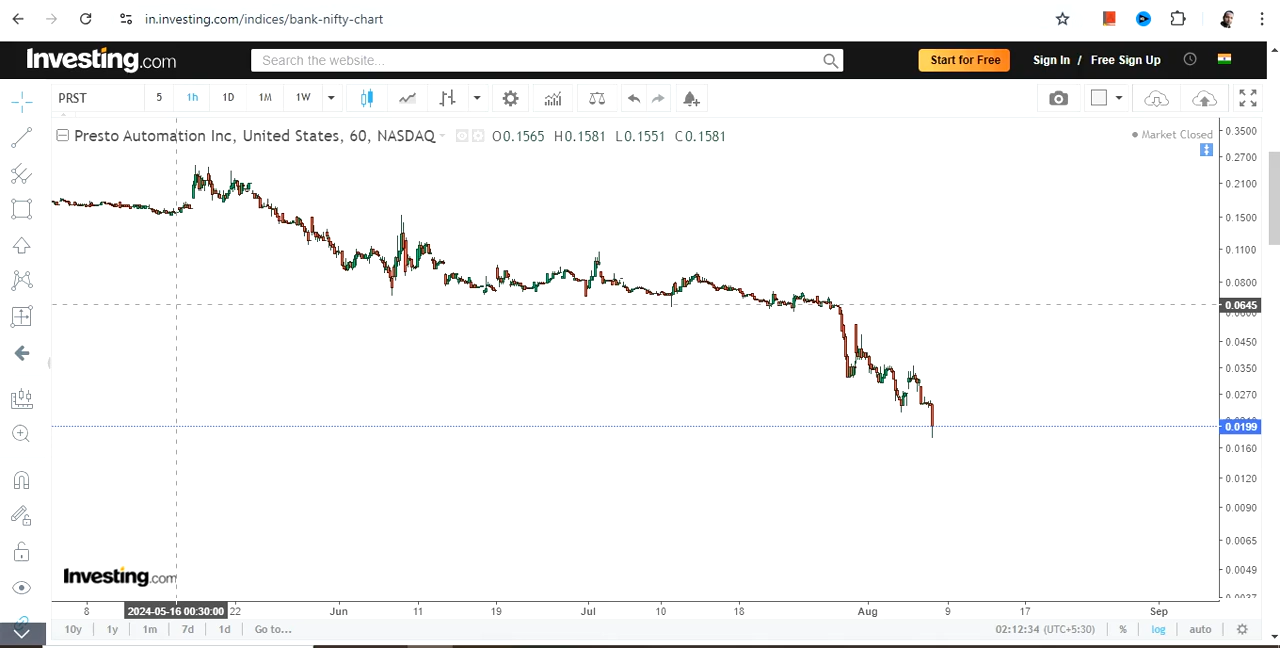 in.investing.com/indices/bank-nifty-chart
Investing.com
Search the website...
Start for Free
Sign In / Free Sign Up
PRST 5 1h 1D 1M 1W
Presto Automation Inc, United States, 60, NASDAQ O0.1565 H0.1581 L0.1551 C0.1581
Market Closed
0.3500
0.2700
0.2100
0.1500
0.1100
0.0800
0.0645
0.0600
0.0450
0.0350
0.0270
0.0199
0.0160
0.0120
0.0090
0.0065
0.0049
0.0037
Investing.com
8 2024-05-16 00:30:00 22 Jun 11 19 Jul 10 18 Aug 9 17 Sep
10y 1y 1m 7d 1d Go to... 02:12:34 (UTC+5:30) % log auto